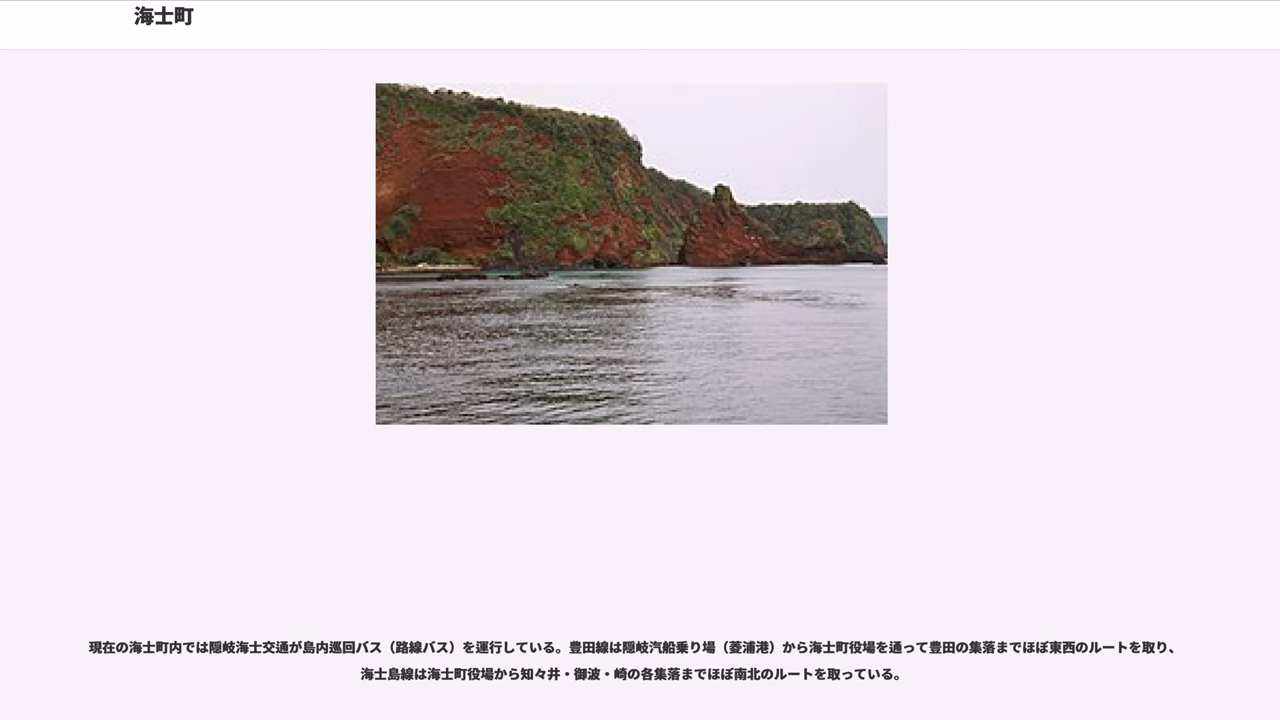 海士町
現在の海士町内では隠岐海士交通が島内巡回バス（路線バス）を運行している。豊田線は隠岐汽船乗り場（菱浦港）から海士町役場を通って豊田の集落までほぼ東西のルートを取り、
海士島線は海士町役場から知々井・御波・崎の各集落までほぼ南北のルートを取っている。